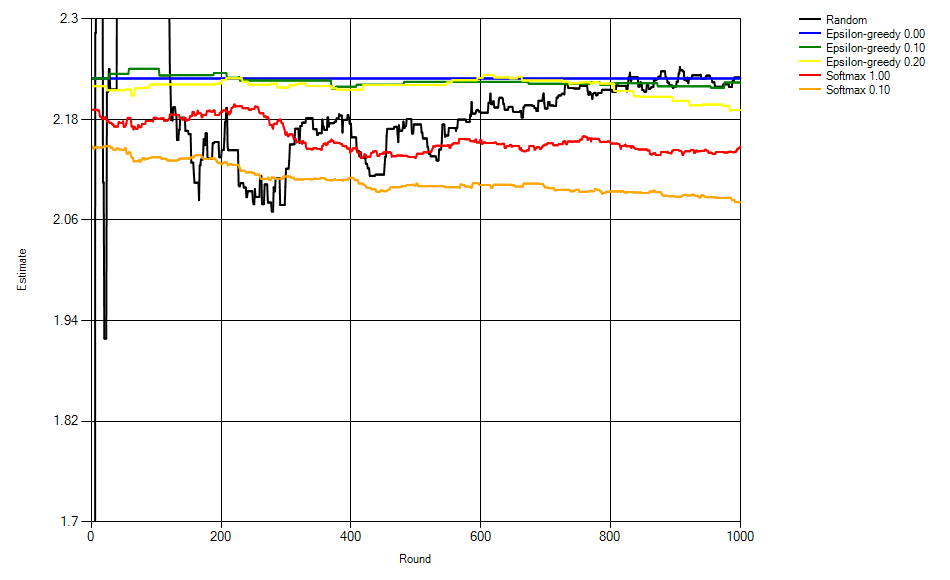 2.3
2.18
2.06
1.94
1.82
1.7
Estimate
0
200
400
600
800
1000
Round
Random
Epsilon-greedy 0.00
Epsilon-greedy 0.10
Epsilon-greedy 0.20
Softmax 1.00
Softmax 0.10